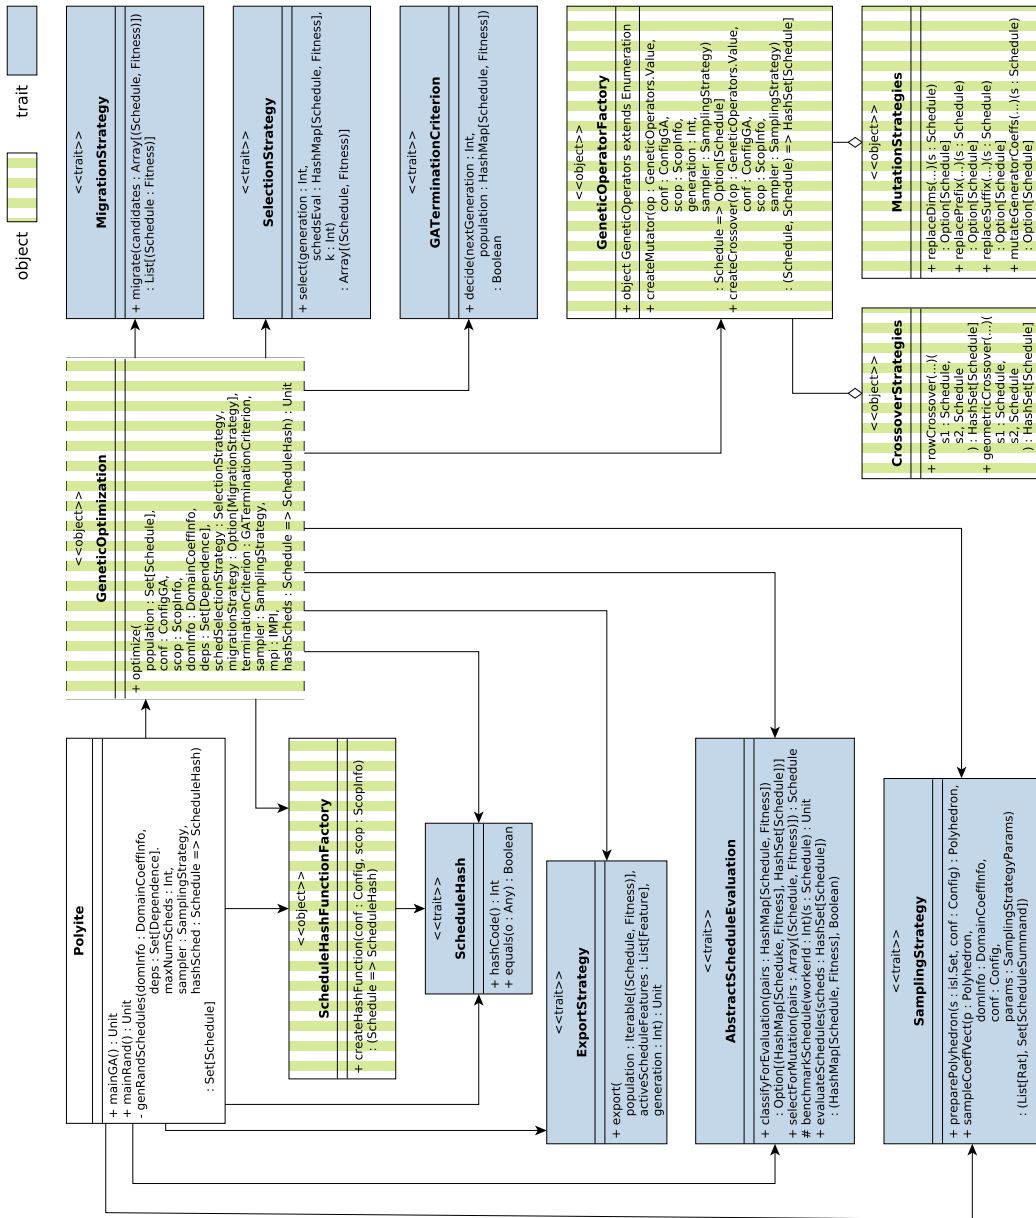 object
trait
Polyite
+ mainGA() : Unit
+ mainRand() : Unit
- genRandSchedules(domInfo : DomainCoeffInfo,
deps : Set[Dependence].
maxNumScheds : Int,
sampler : SamplingStrategy,
hashSched : Schedule => ScheduleHash)
: Set[Schedule]
<<object>>
GeneticOptimization
+ optimize(
population : Set[Schedule],
conf : ConfigGA,
scop : ScopInfo,
domInfo : DomainCoeffInfo,
deps : Set[Dependence],
schedSelectionStrategy : SelectionStrategy,
migrationStrategy : Option[MigrationStrategy],
terminationCriterion : GATerminationCriterion,
sampler : SamplingStrategy,
mpi : IMPI,
hashScheds : Schedule => ScheduleHash) : Unit
<<trait>>
MigrationStrategy
+ migrate(candidates : Array[(Schedule, Fitness)])
: List[(Schedule : Fitness)]
<<trait>>
SelectionStrategy
+ select(generation : Int,
schedsEval : HashMap[Schedule, Fitness],
k : Int)
: Array[(Schedule, Fitness)]
<<trait>>
GATerminationCriterion
+ decide(nextGeneration : Int,
population : HashMap[Schedule, Fitness])
: Boolean
<<object>>
ScheduleHashFunctionFactory
+ createHashFunction(conf : Config, scop : ScopInfo)
: (Schedule => ScheduleHash)
<<trait>>
ScheduleHash
+ hashCode() : Int
+ equals(o : Any) : Boolean
<<trait>>
ExportStrategy
+ export(
population : Iterable[(Schedule, Fitness)],
activeScheduleFeatures : List[Feature],
generation : Int) : Unit
<<object>>
GeneticOperatorFactory
+ object GeneticOperators extends Enumeration
+ createMutator(op : GeneticOperators.Value,
conf : ConfigGA,
scop : ScopInfo,
generation : Int,
sampler : SamplingStrategy)
: Schedule => Option[Schedule]
+ createCrossover(op : GeneticOperators.Value,
conf : ConfigGA,
scop : ScopInfo,
sampler : SamplingStrategy)
: (Schedule, Schedule) => HashSet[Schedule]
<<trait>>
AbstractScheduleEvaluation
+ classifyForEvaluation(pairs : HashMap[Schedule, Fitness])
: Option[(HashMap[Scheduke, Fitness], HashSet[Schedule])]
+ selectForMutation(pairs : Array[(Schedule, Fitness)]) : Schedule
# benchmarkSchedule(workerId : Int)(s : Schedule) : Unit
+ evaluateSchedules(scheds : HashSet[Schedule])
: (HashMap[Schedule, Fitness], Boolean)
<<object>>
CrossoverStrategies
+ rowCrossover(...)(
s1 : Schedule,
s2, Schedule
) : HashSet[Schedule]
+ geometricCrossover(...)(
s1 : Schedule,
s2, Schedule
) : HashSet[Schedule]
<<object>>
MutationStrategies
+ replaceDims(...)(s : Schedule)
: Option[Schedule]
+ replacePrefix(...)(s : Schedule)
: Option[Schedule]
+ replaceSuffix(...)(s : Schedule)
: Option[Schedule]
+ mutateGeneratorCoeffs(...)(s : Schedule)
: Option[Schedule]
<<trait>>
SamplingStrategy
+ preparePolyhedron(s : isl.Set, conf : Config) : Polyhedron,
+ sampleCoeffVect(p : Polyhedron,
domInfo : DomainCoeffInfo,
conf : Config,
params : SamplingStrategyParams)
: (List[Rat], Set[ScheduleSummand])